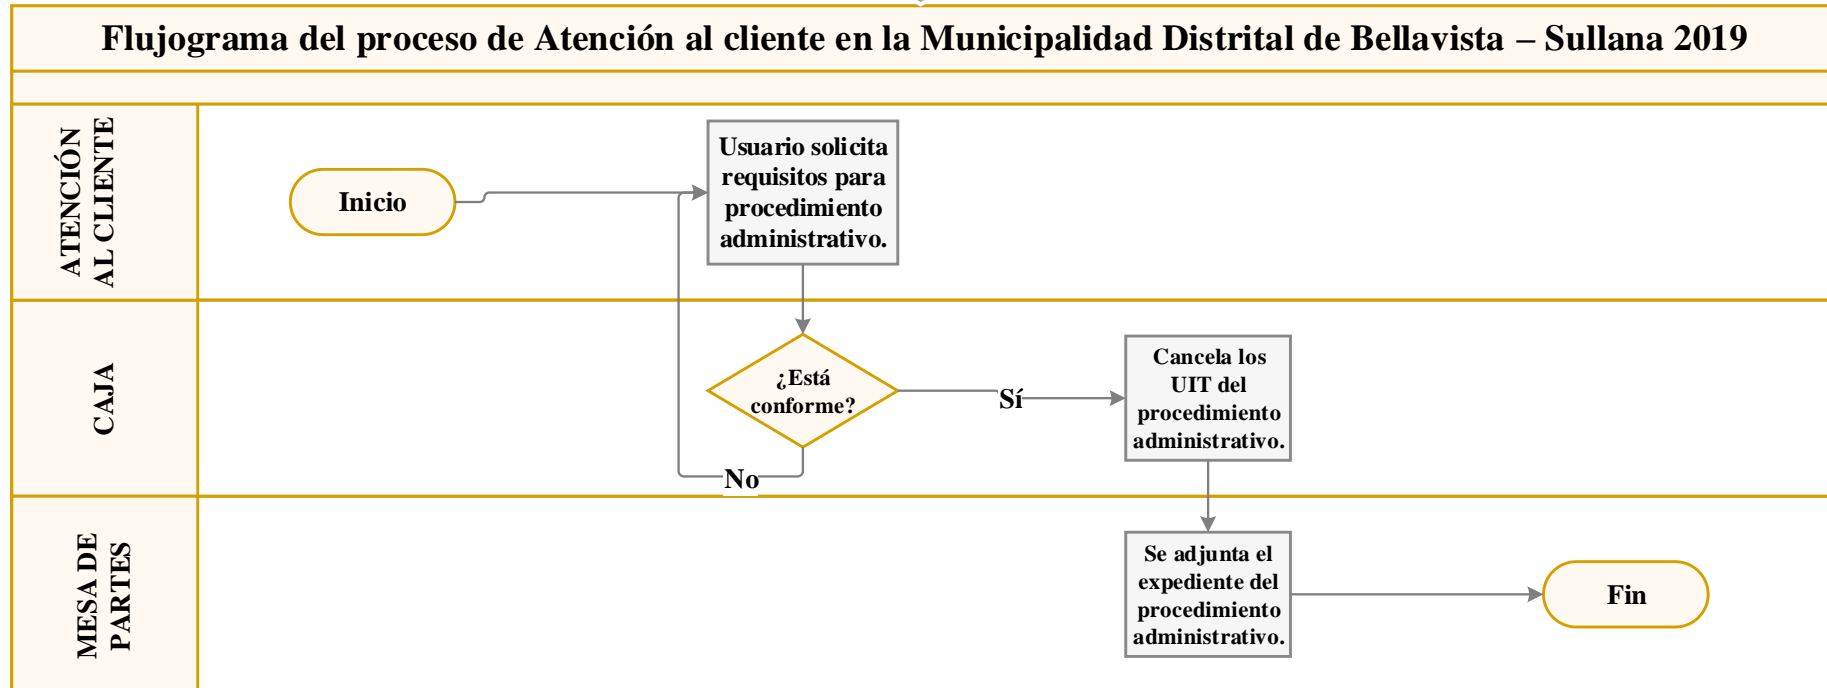 Flujograma del proceso de Atención al cliente en la Municipalidad Distrital de Bellavista – Sullana 2019
ATENCIÓN
AL CLIENTE
Inicio
Usuario solicita
requisitos para
procedimiento
administrativo.
CAJA
¿Está
conforme?
Sí
No
Cancela los
UIT del
procedimiento
administrativo.
MESA DE
PARTES
Se adjunta el
expediente del
procedimiento
administrativo.
Fin